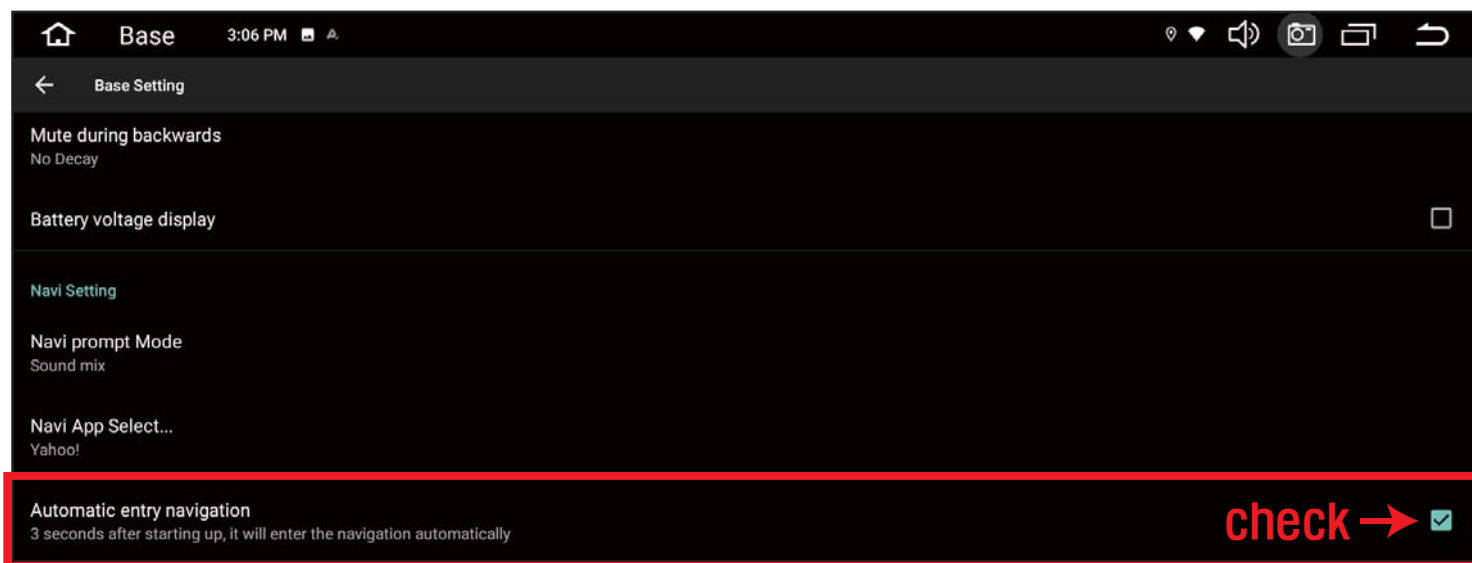 Base 3:06 PM
Base Setting
Mute during backwards
No Decay
Battery voltage display
Navi Setting
Navi prompt Mode
Sound mix
Navi App Select...
Yahoo!
Automatic entry navigation
3 seconds after starting up, it will enter the navigation automatically
check